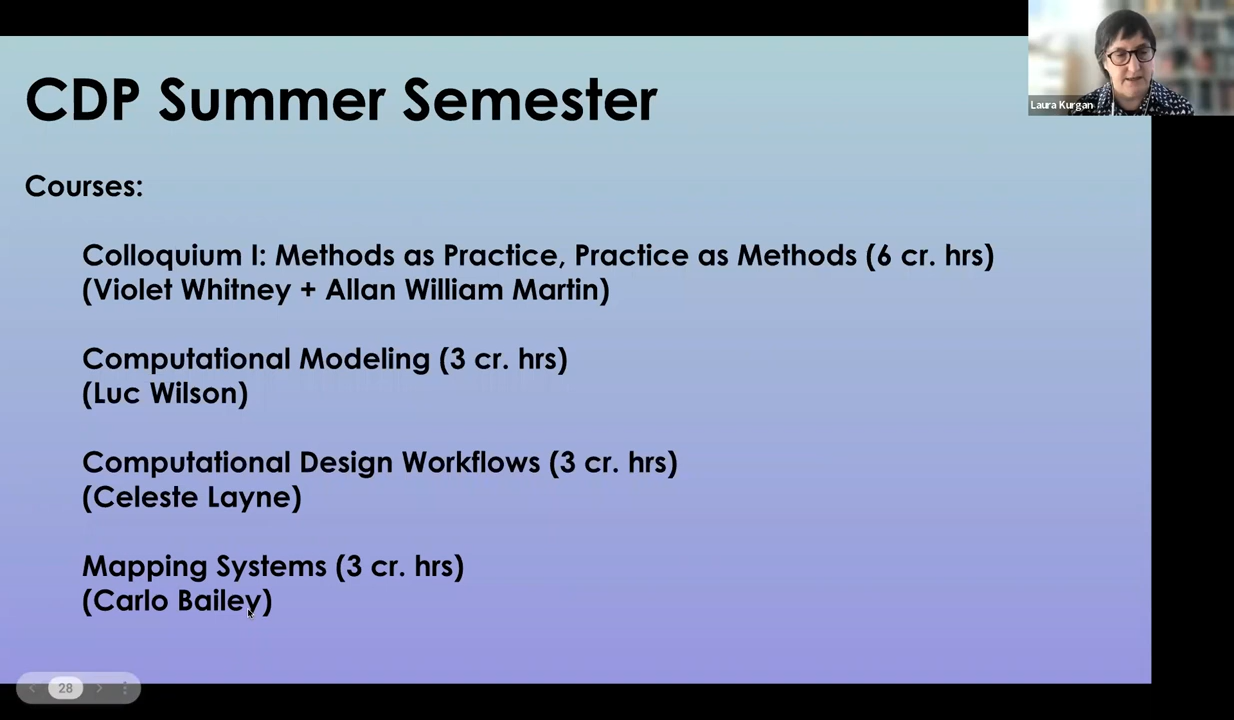 CDP Summer Semester
Laura Kurgan
Courses:
Colloquium I: Methods as Practice, Practice as Methods (6 cr. hrs)
(Violet Whitney + Allan William Martin)
Computational Modeling (3 cr. hrs)
(Luc Wilson)
Computational Design Workflows (3 cr. hrs)
(Celeste Layne)
Mapping Systems (3 cr. hrs)
(Carlo Bailey)
28